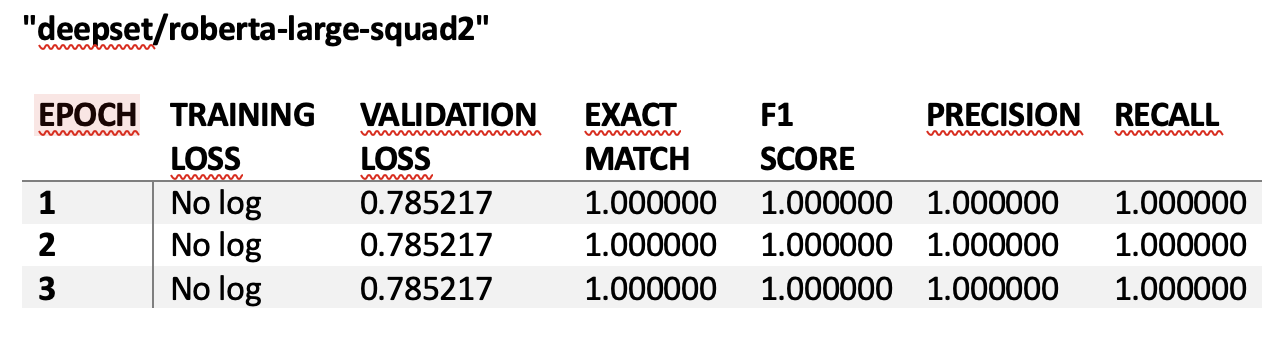 "deepset/roberta-large-squad2"
EPOCH TRAINING LOSS VALIDATION LOSS EXACT MATCH F1 SCORE PRECISION RECALL
1 No log 0.785217 1.000000 1.000000 1.000000 1.000000
2 No log 0.785217 1.000000 1.000000 1.000000 1.000000
3 No log 0.785217 1.000000 1.000000 1.000000 1.000000